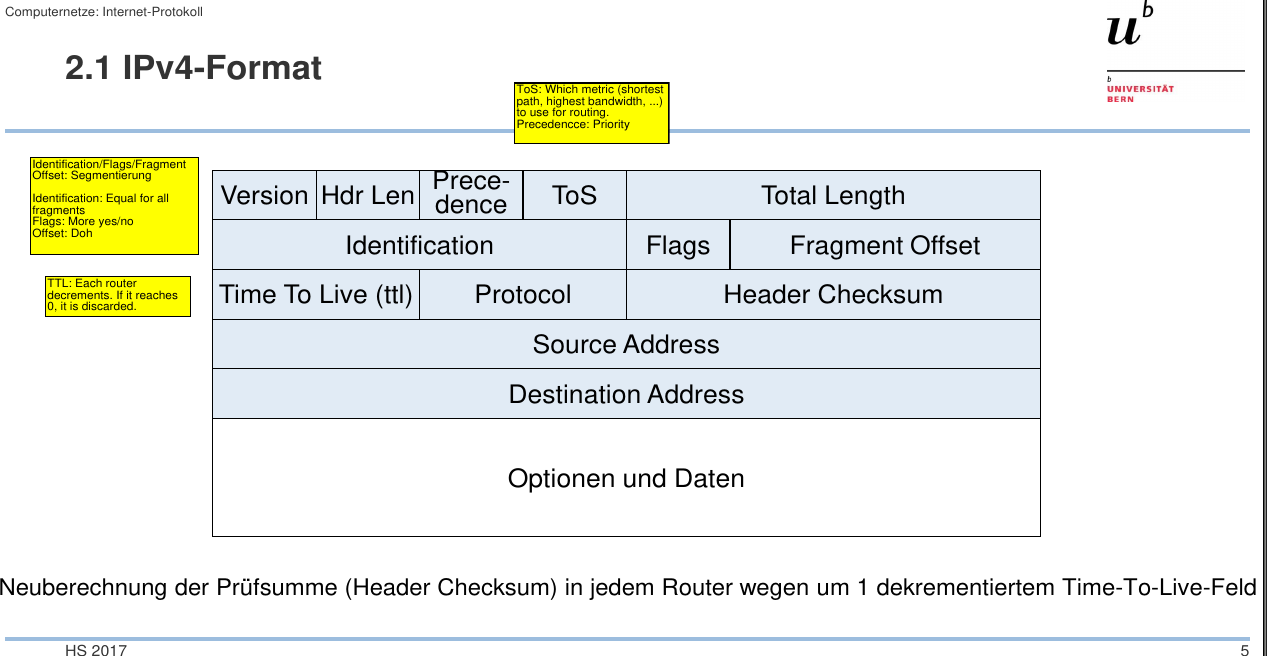 Computernetze: Internet-Protokoll
u b
2.1 IPv4-Format
b
UNIVERSITÄT
BERN
ToS: Which metric (shortest
path, highest bandwidth, ...)
to use for routing.
Precedencce: Priority
Identification/Flags/Fragment
Offset: Segmentierung
Identification: Equal for all
fragments
Flags: More yes/no
Offset: Doh
TTL: Each router
decrements. If it reaches
0, it is discarded.
Version Hdr Len Prece-
dence ToS Total Length
Identification Flags Fragment Offset
Time To Live (ttl) Protocol Header Checksum
Source Address
Destination Address
Optionen und Daten
Neuberechnung der Prüfsumme (Header Checksum) in jedem Router wegen um 1 dekrementiertem Time-To-Live-Feld
HS 2017 5